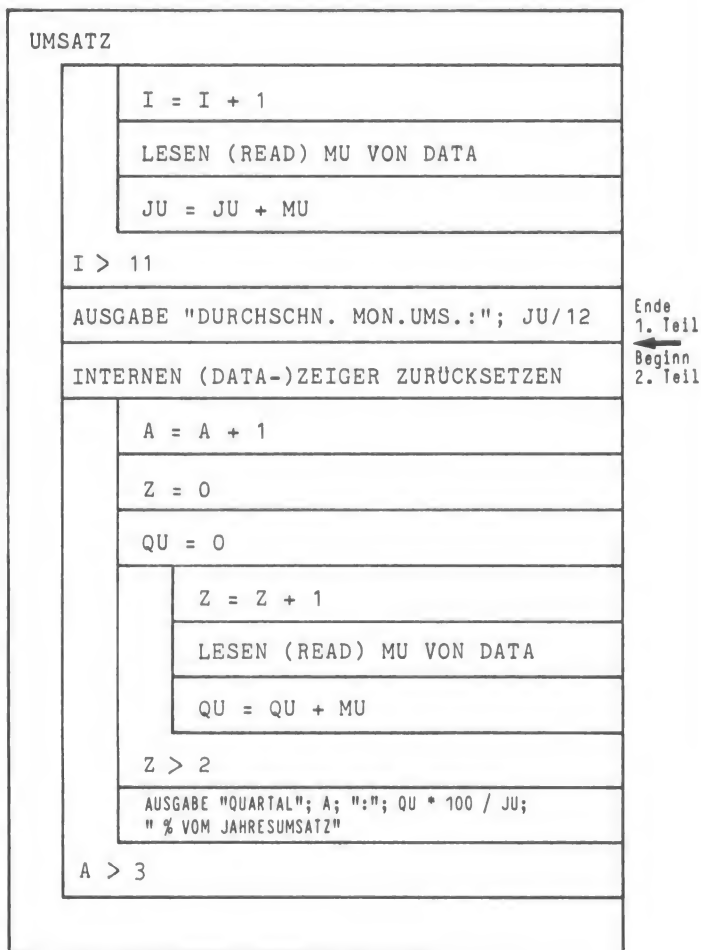 UMSATZ
I = I + 1
LESEN (READ) MU VON DATA
JU = JU + MU
I > 11
AUSGABE "DURCHSCHN. MON.UMS.:"; JU/12
Ende
1. Teil
Beginn
2. Teil
INTERNEN (DATA-)ZEIGER ZURÜCKSETZEN
A = A + 1
Z = 0
QU = 0
Z = Z + 1
LESEN (READ) MU VON DATA
QU = QU + MU
Z > 2
AUSGABE "QUARTAL"; A; ":"; QU * 100 / JU;
" % VOM JAHRESUMSATZ"
A > 3